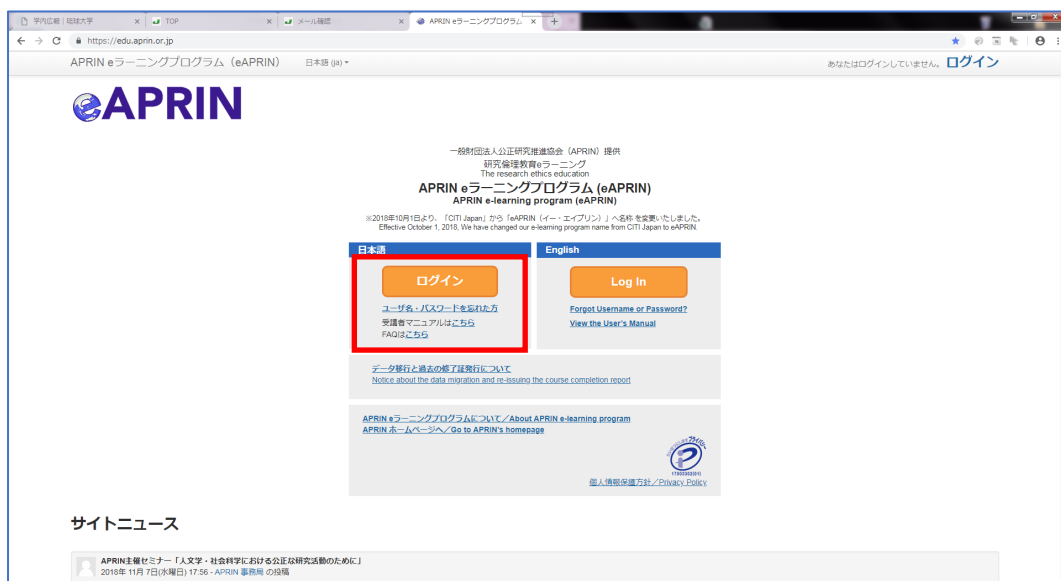 学内広報 | 琉球大学
TOP
メール確認
APRIN eラーニングプログラム
https://edu.aprin.or.jp
APRIN eラーニングプログラム（eAPRIN）
日本語 (ja)
あなたはログインしていません。ログイン
eAPRIN
一般財団法人公正研究推進協会（APRIN）提供
研究倫理教育eラーニング
The research ethics education
APRIN eラーニングプログラム (eAPRIN)
APRIN e-learning program (eAPRIN)
※2018年10月1日より、「CITI Japan」から「eAPRIN（イー・エイプリン）」へ名称 を変更いたしました。
Effective October 1, 2018, We have changed our e-learning program name from CITI Japan to eAPRIN.
日本語
ログイン
ユーザ名・パスワードを忘れた方
受講者マニュアルはこちら
FAQはこちら
English
Log In
Forgot Username or Password?
View the User's Manual
データ移行と過去の修了証発行について
Notice about the data migration and re-issuing the course completion report
APRIN eラーニングプログラムについて／About APRIN e-learning program
APRIN ホームページへ／Go to APRIN's homepage
個人情報保護方針／Privacy Policy
サイトニュース
APRIN主催セミナー「人文学・社会科学における公正な研究活動のために」
2018年 11月 7日(水曜日) 17:56 - APRIN 事務局 の投稿